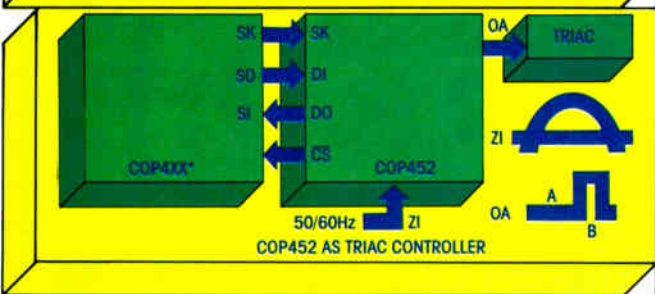 SK SK OA TRIAC
SO DI
SI DO ZI
CS
COP4XX* COP452
50/60Hz ZI OA A B
COP452 AS TRIAC CONTROLLER